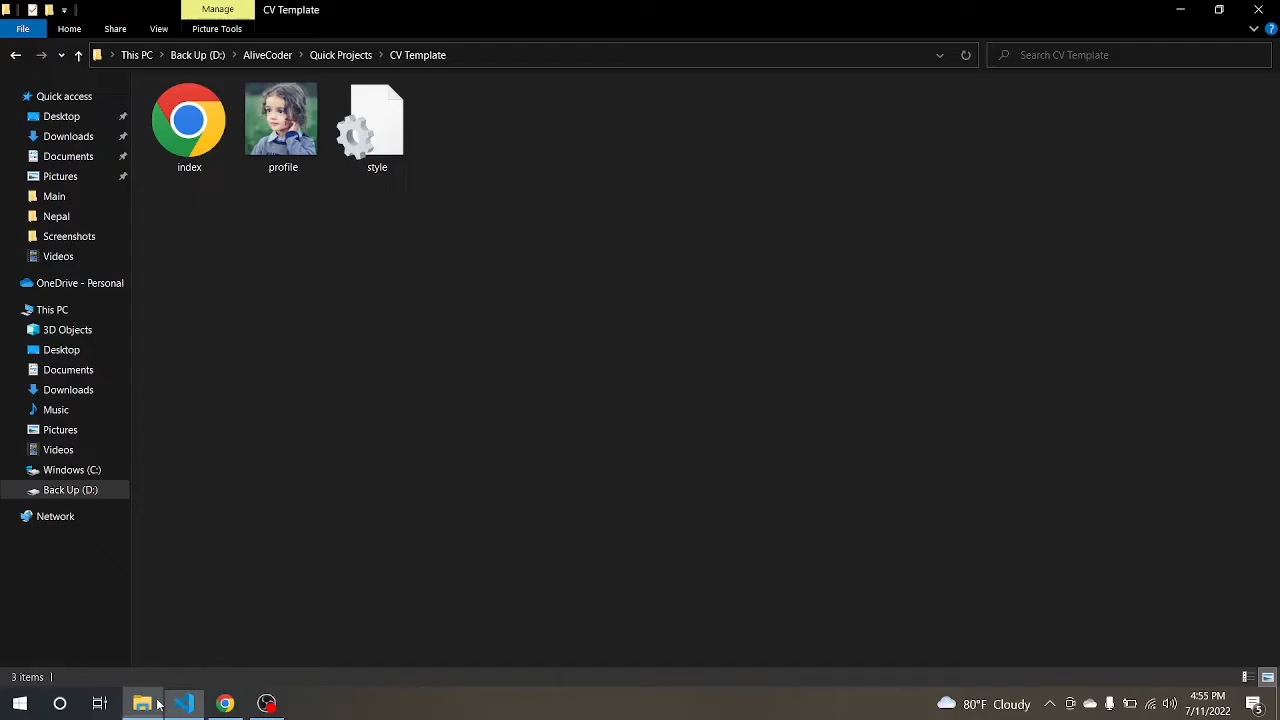 Manage
CV Template
File
Home
Share
View
Picture Tools
This PC
Back Up (D:)
AliveCoder
Quick Projects
CV Template
Search CV Template
Quick access
Desktop
Downloads
Documents
Pictures
Main
Nepal
Screenshots
Videos
OneDrive - Personal
This PC
3D Objects
Desktop
Documents
Downloads
Music
Pictures
Videos
Windows (C:)
Back Up (D:)
Network
index
profile
style
3 items
80°F Cloudy
4:55 PM
7/11/2022
5